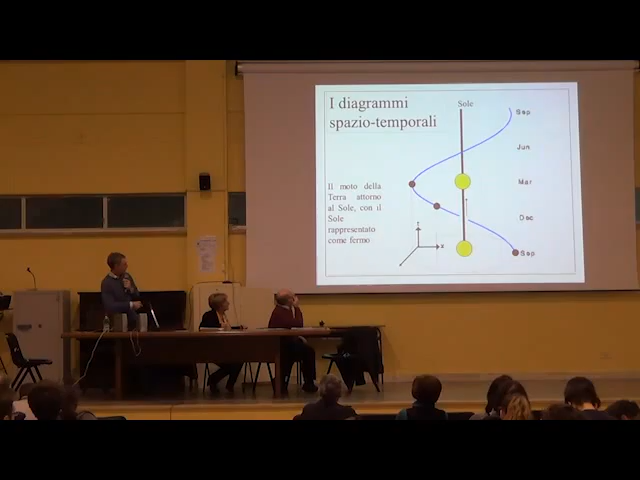 I diagrammi
spazio-temporali
Il moto della
Terra attorno
al Sole, con il
Sole
rappresentato
come fermo
Sole
Sep
Jun
Mar
Dec
Sep
x